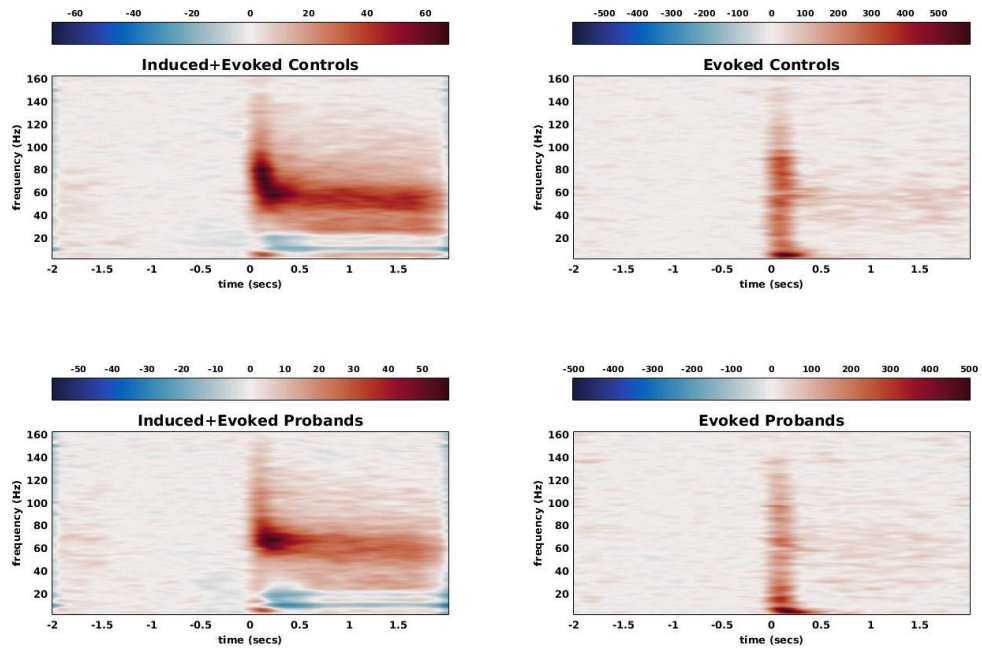 -60 -40 -20 0 20 40 60
Induced+Evoked Controls
frequency (Hz)
160
140
120
100
80
60
40
20
-2 -1.5 -1 -0.5 0 0.5 1 1.5
time (secs)
-500 -400 -300 -200 -100 0 100 200 300 400 500
Evoked Controls
frequency (Hz)
160
140
120
100
80
60
40
20
-2 -1.5 -1 -0.5 0 0.5 1 1.5
time (secs)
-50 -40 -30 -20 -10 0 10 20 30 40 50
Induced+Evoked Probands
frequency (Hz)
160
140
120
100
80
60
40
20
-2 -1.5 -1 -0.5 0 0.5 1 1.5
time (secs)
-500 -400 -300 -200 -100 0 100 200 300 400 500
Evoked Probands
frequency (Hz)
160
140
120
100
80
60
40
20
-2 -1.5 -1 -0.5 0 0.5 1 1.5
time (secs)